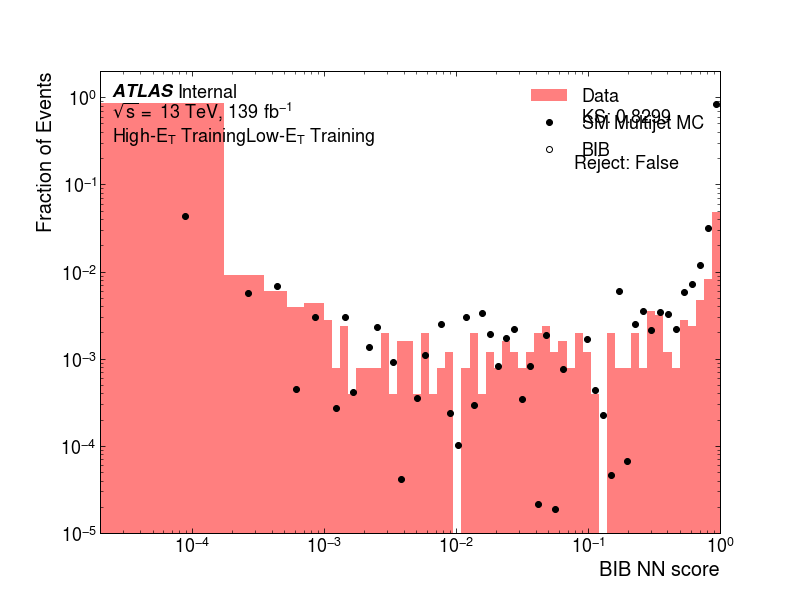 ATLAS Internal
√s = 13 TeV, 139 fb⁻¹
High-E_T TrainingLow-E_T Training
Data
KS: 0.8299
SM Multijet MC
BIB
Reject: False
Fraction of Events
10⁰
10⁻¹
10⁻²
10⁻³
10⁻⁴
10⁻⁵
10⁻⁴
10⁻³
10⁻²
10⁻¹
10⁰
BIB NN score